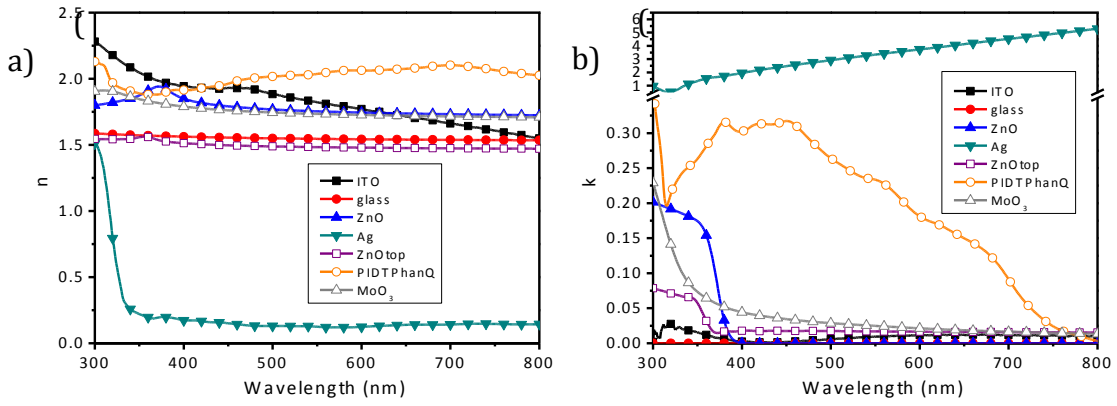 a)
(
2.5
2.0
1.5
1.0
0.5
0.0
n
300 400 500 600 700 800
Wavelength (nm)
ITO
glass
ZnO
Ag
ZnOtop
PIDTPhanQ
MoO₃
b)
(
6
5
4
3
2
1
0.30
0.25
0.20
0.15
0.10
0.05
0.00
k
300 400 500 600 700 800
Wavelength (nm)
ITO
glass
ZnO
Ag
ZNOtop
PIDTPhanQ
MoO₃